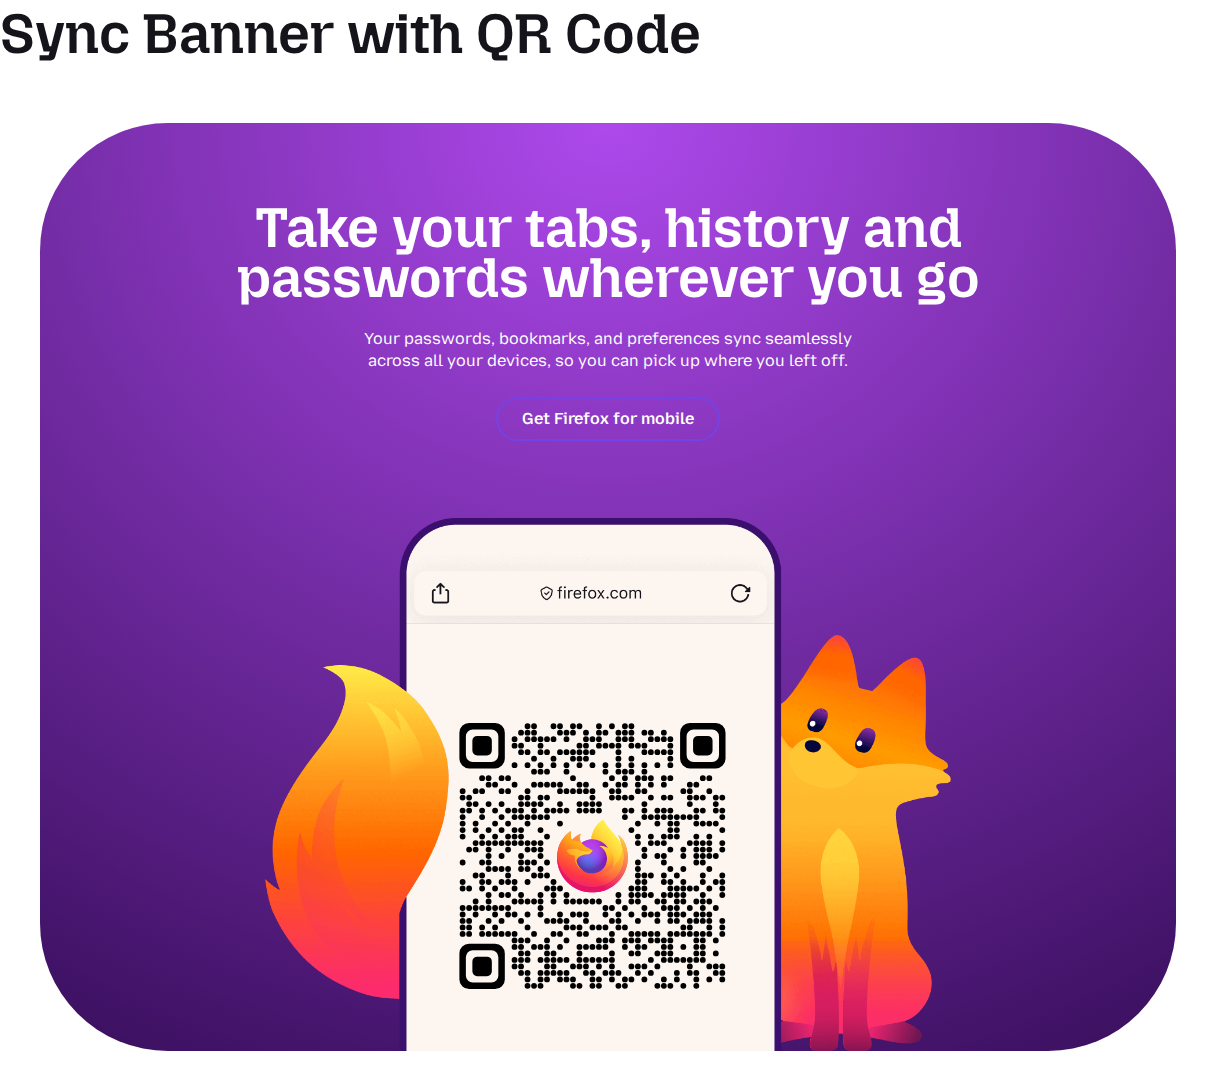 Sync Banner with QR Code
Take your tabs, history and
passwords wherever you go
Your passwords, bookmarks, and preferences sync seamlessly
across all your devices, so you can pick up where you left off.
Get Firefox for mobile
firefox.com